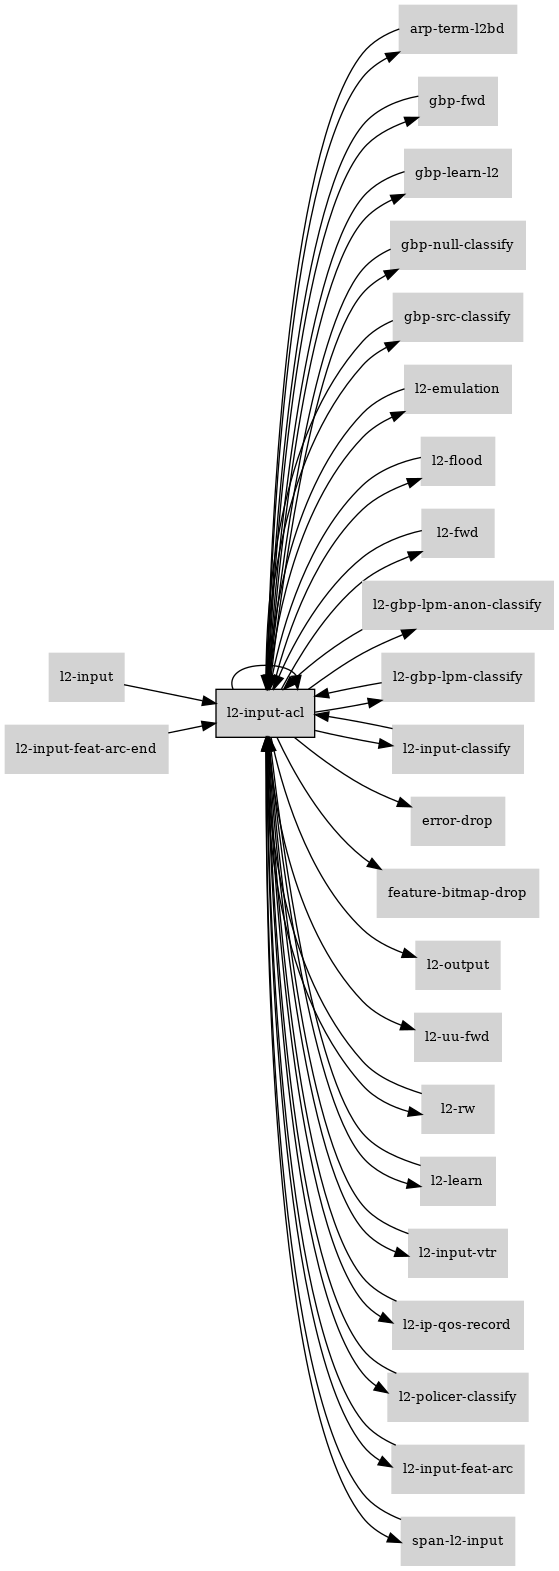 arp-term-l2bd
gbp-fwd
gbp-learn-l2
gbp-null-classify
gbp-src-classify
l2-emulation
l2-flood
l2-fwd
l2-gbp-lpm-anon-classify
l2-input
l2-gbp-lpm-classify
l2-input-acl
l2-input-feat-arc-end
l2-input-classify
error-drop
feature-bitmap-drop
l2-output
l2-uu-fwd
l2-rw
l2-learn
l2-input-vtr
l2-ip-qos-record
l2-policer-classify
l2-input-feat-arc
span-l2-input